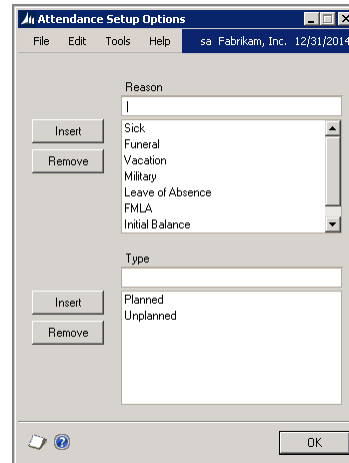 Attendance Setup Options
File Edit Tools Help sa Fabrikam, Inc. 12/31/2014
Reason
Insert
Remove
Sick
Funeral
Vacation
Military
Leave of Absence
FMLA
Initial Balance
Type
Insert
Remove
Planned
Unplanned
OK